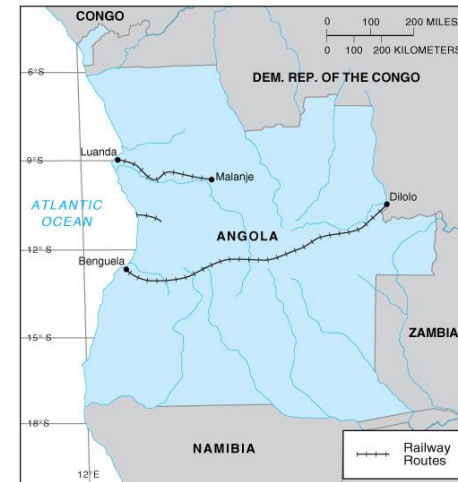 CONGO
0 100 200 MILES
0 100 200 KILOMETERS
6°S
DEM. REP. OF THE CONGO
Luanda
9°S
Malanje
Dilolo
ATLANTIC
OCEAN
ANGOLA
12°S
Benguela
15°S
ZAMBIA
18°S
NAMIBIA
Railway
Routes
12°E